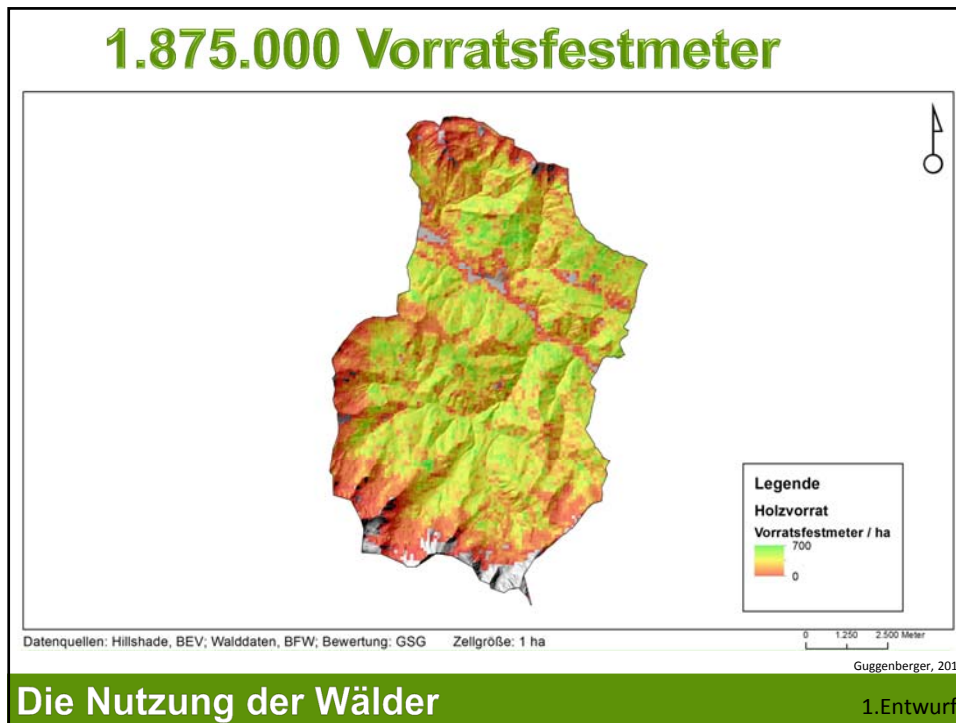 1.875.000 Vorratsfestmeter
Legende
Holzvorrat
Vorratsfestmeter / ha
700
0
Datenquellen: Hillshade, BEV; Walddaten, BFW; Bewertung: GSG Zellgröße: 1 ha
0 1.250 2.500 Meter
Guggenberger, 201
Die Nutzung der Wälder
1.Entwurf